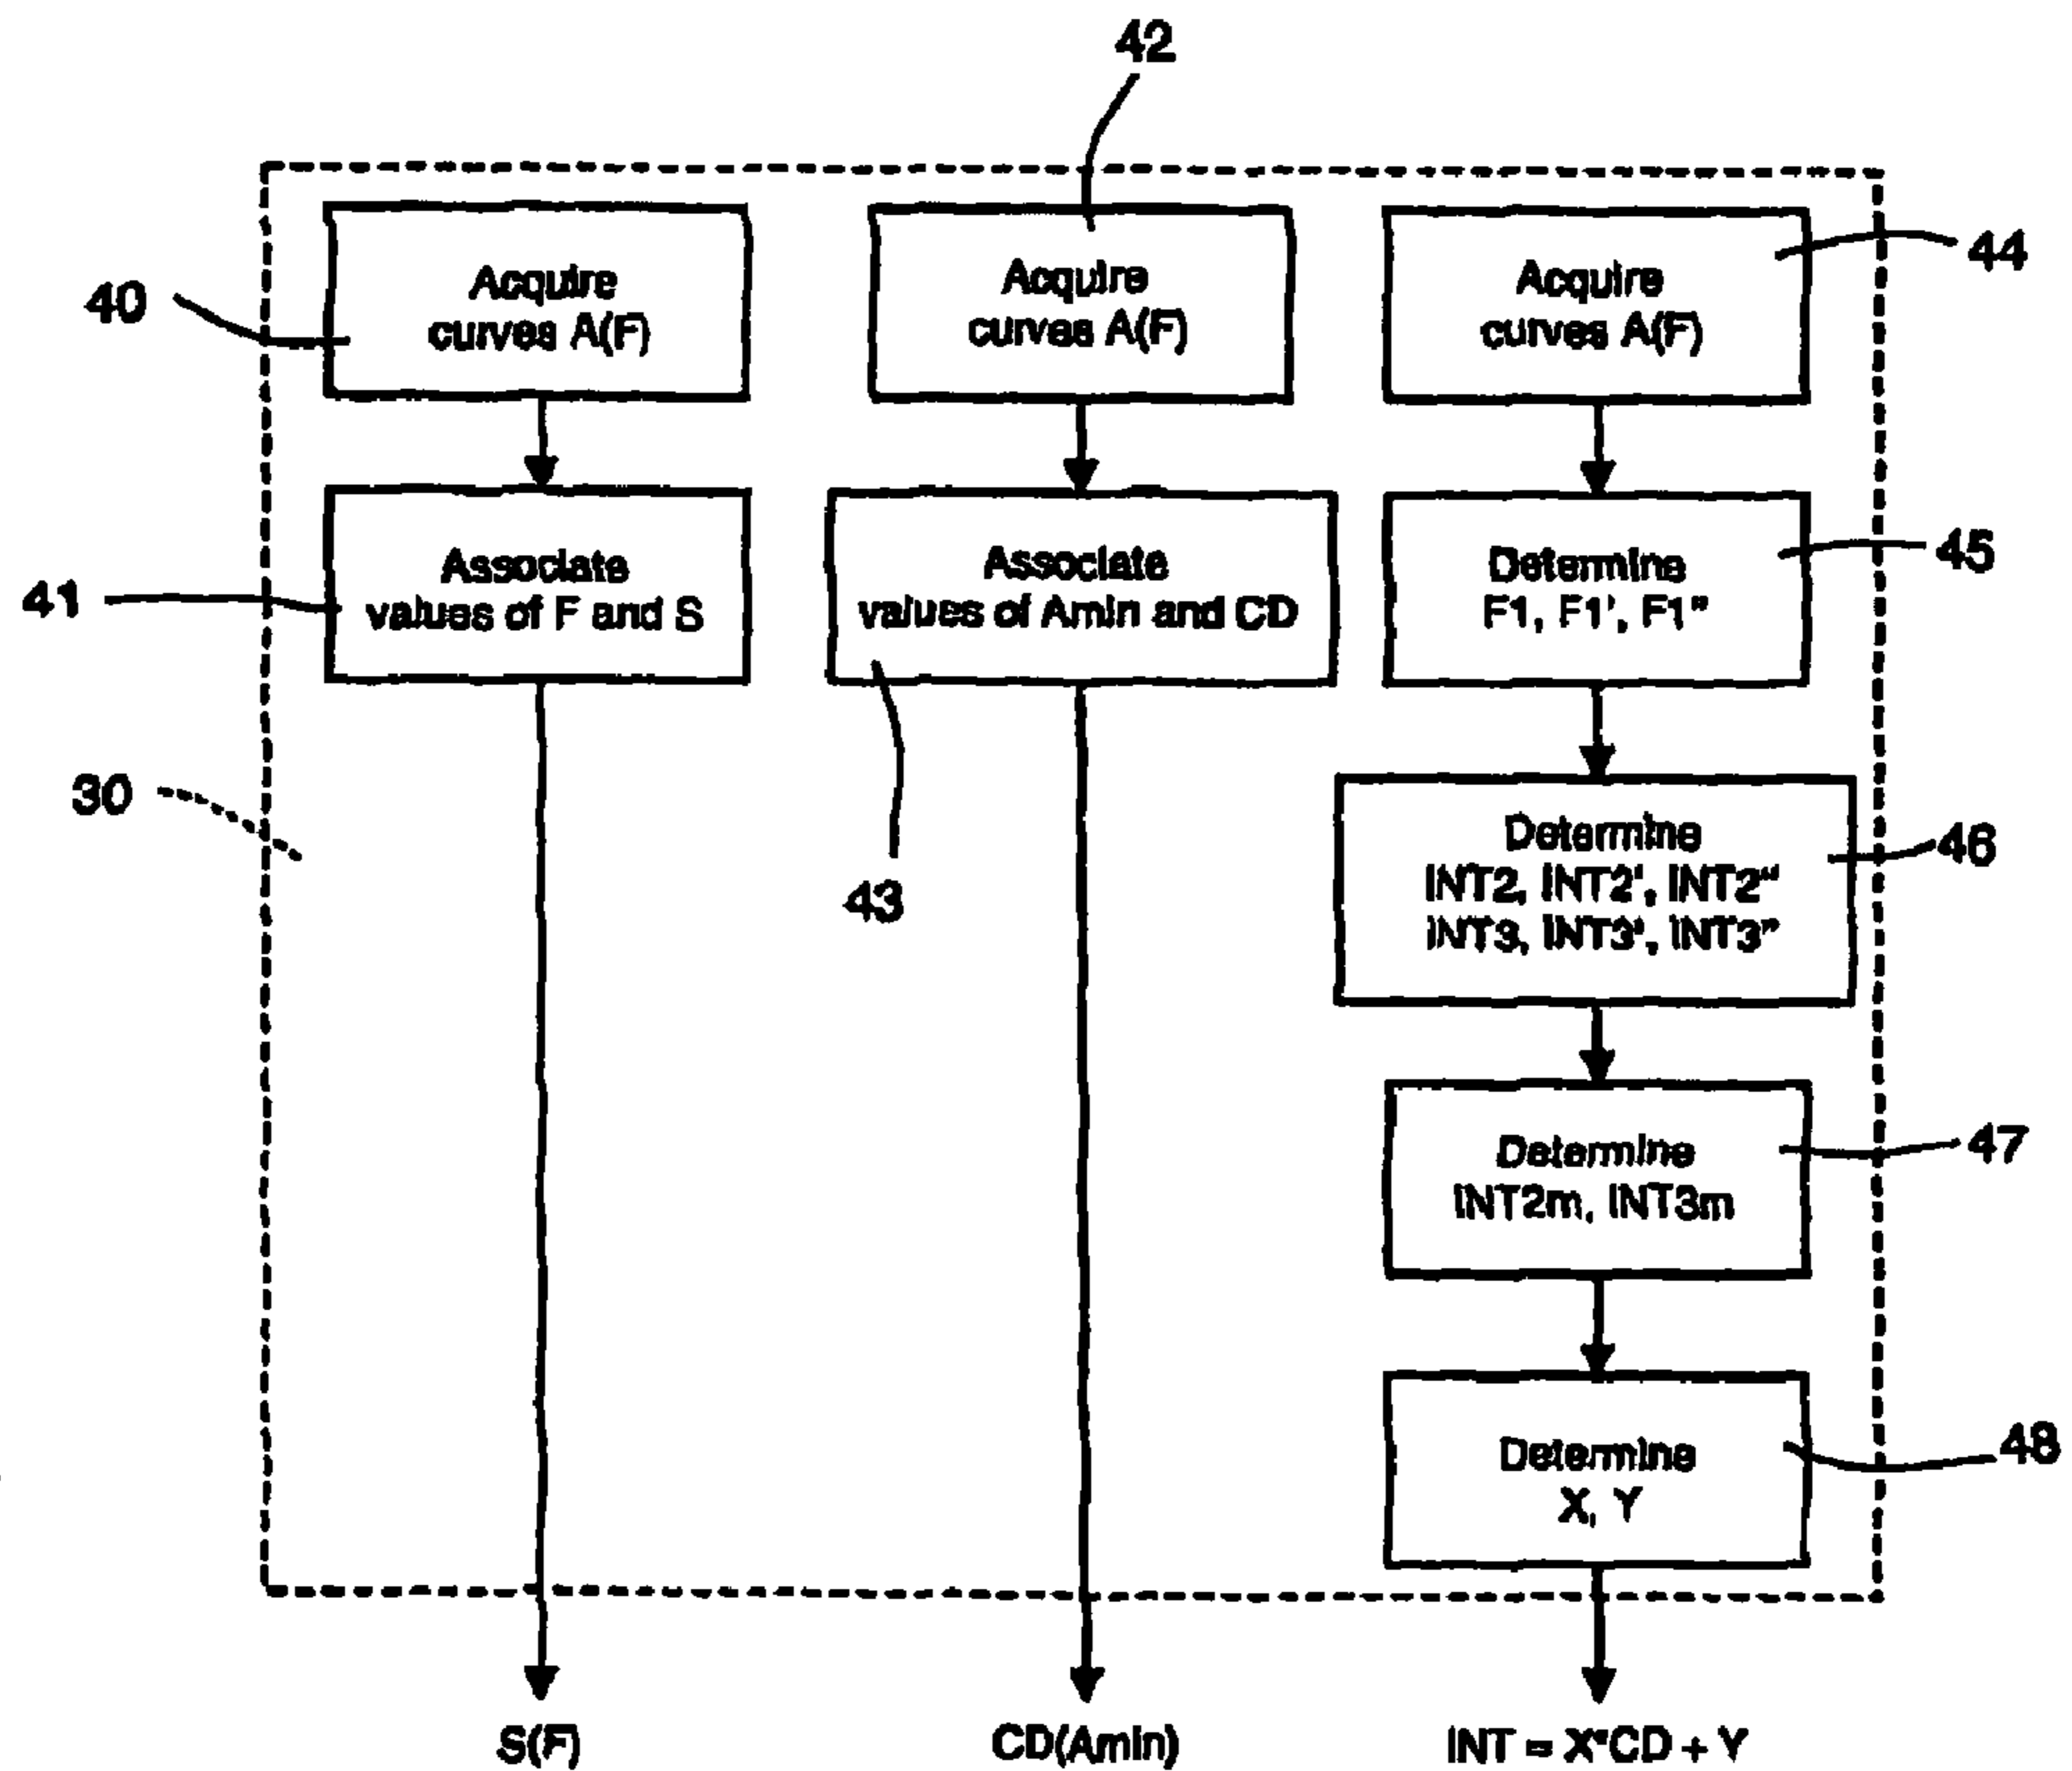 42
Acquire
curves A(F)
Acquire
curves A(F)
Acquire
curves A(F)
40
44
Associate
values of F and S
Associate
values of Amin and CD
Determine
F1, F1', F1"
41
45
30
43
Determine
INT2, INT2', INT2"
INT3, INT3', INT3"
46
Determine
INT2m, INT3m
47
Determine
X, Y
48
S(F)
CD(Amin)
INT = X*CD + Y